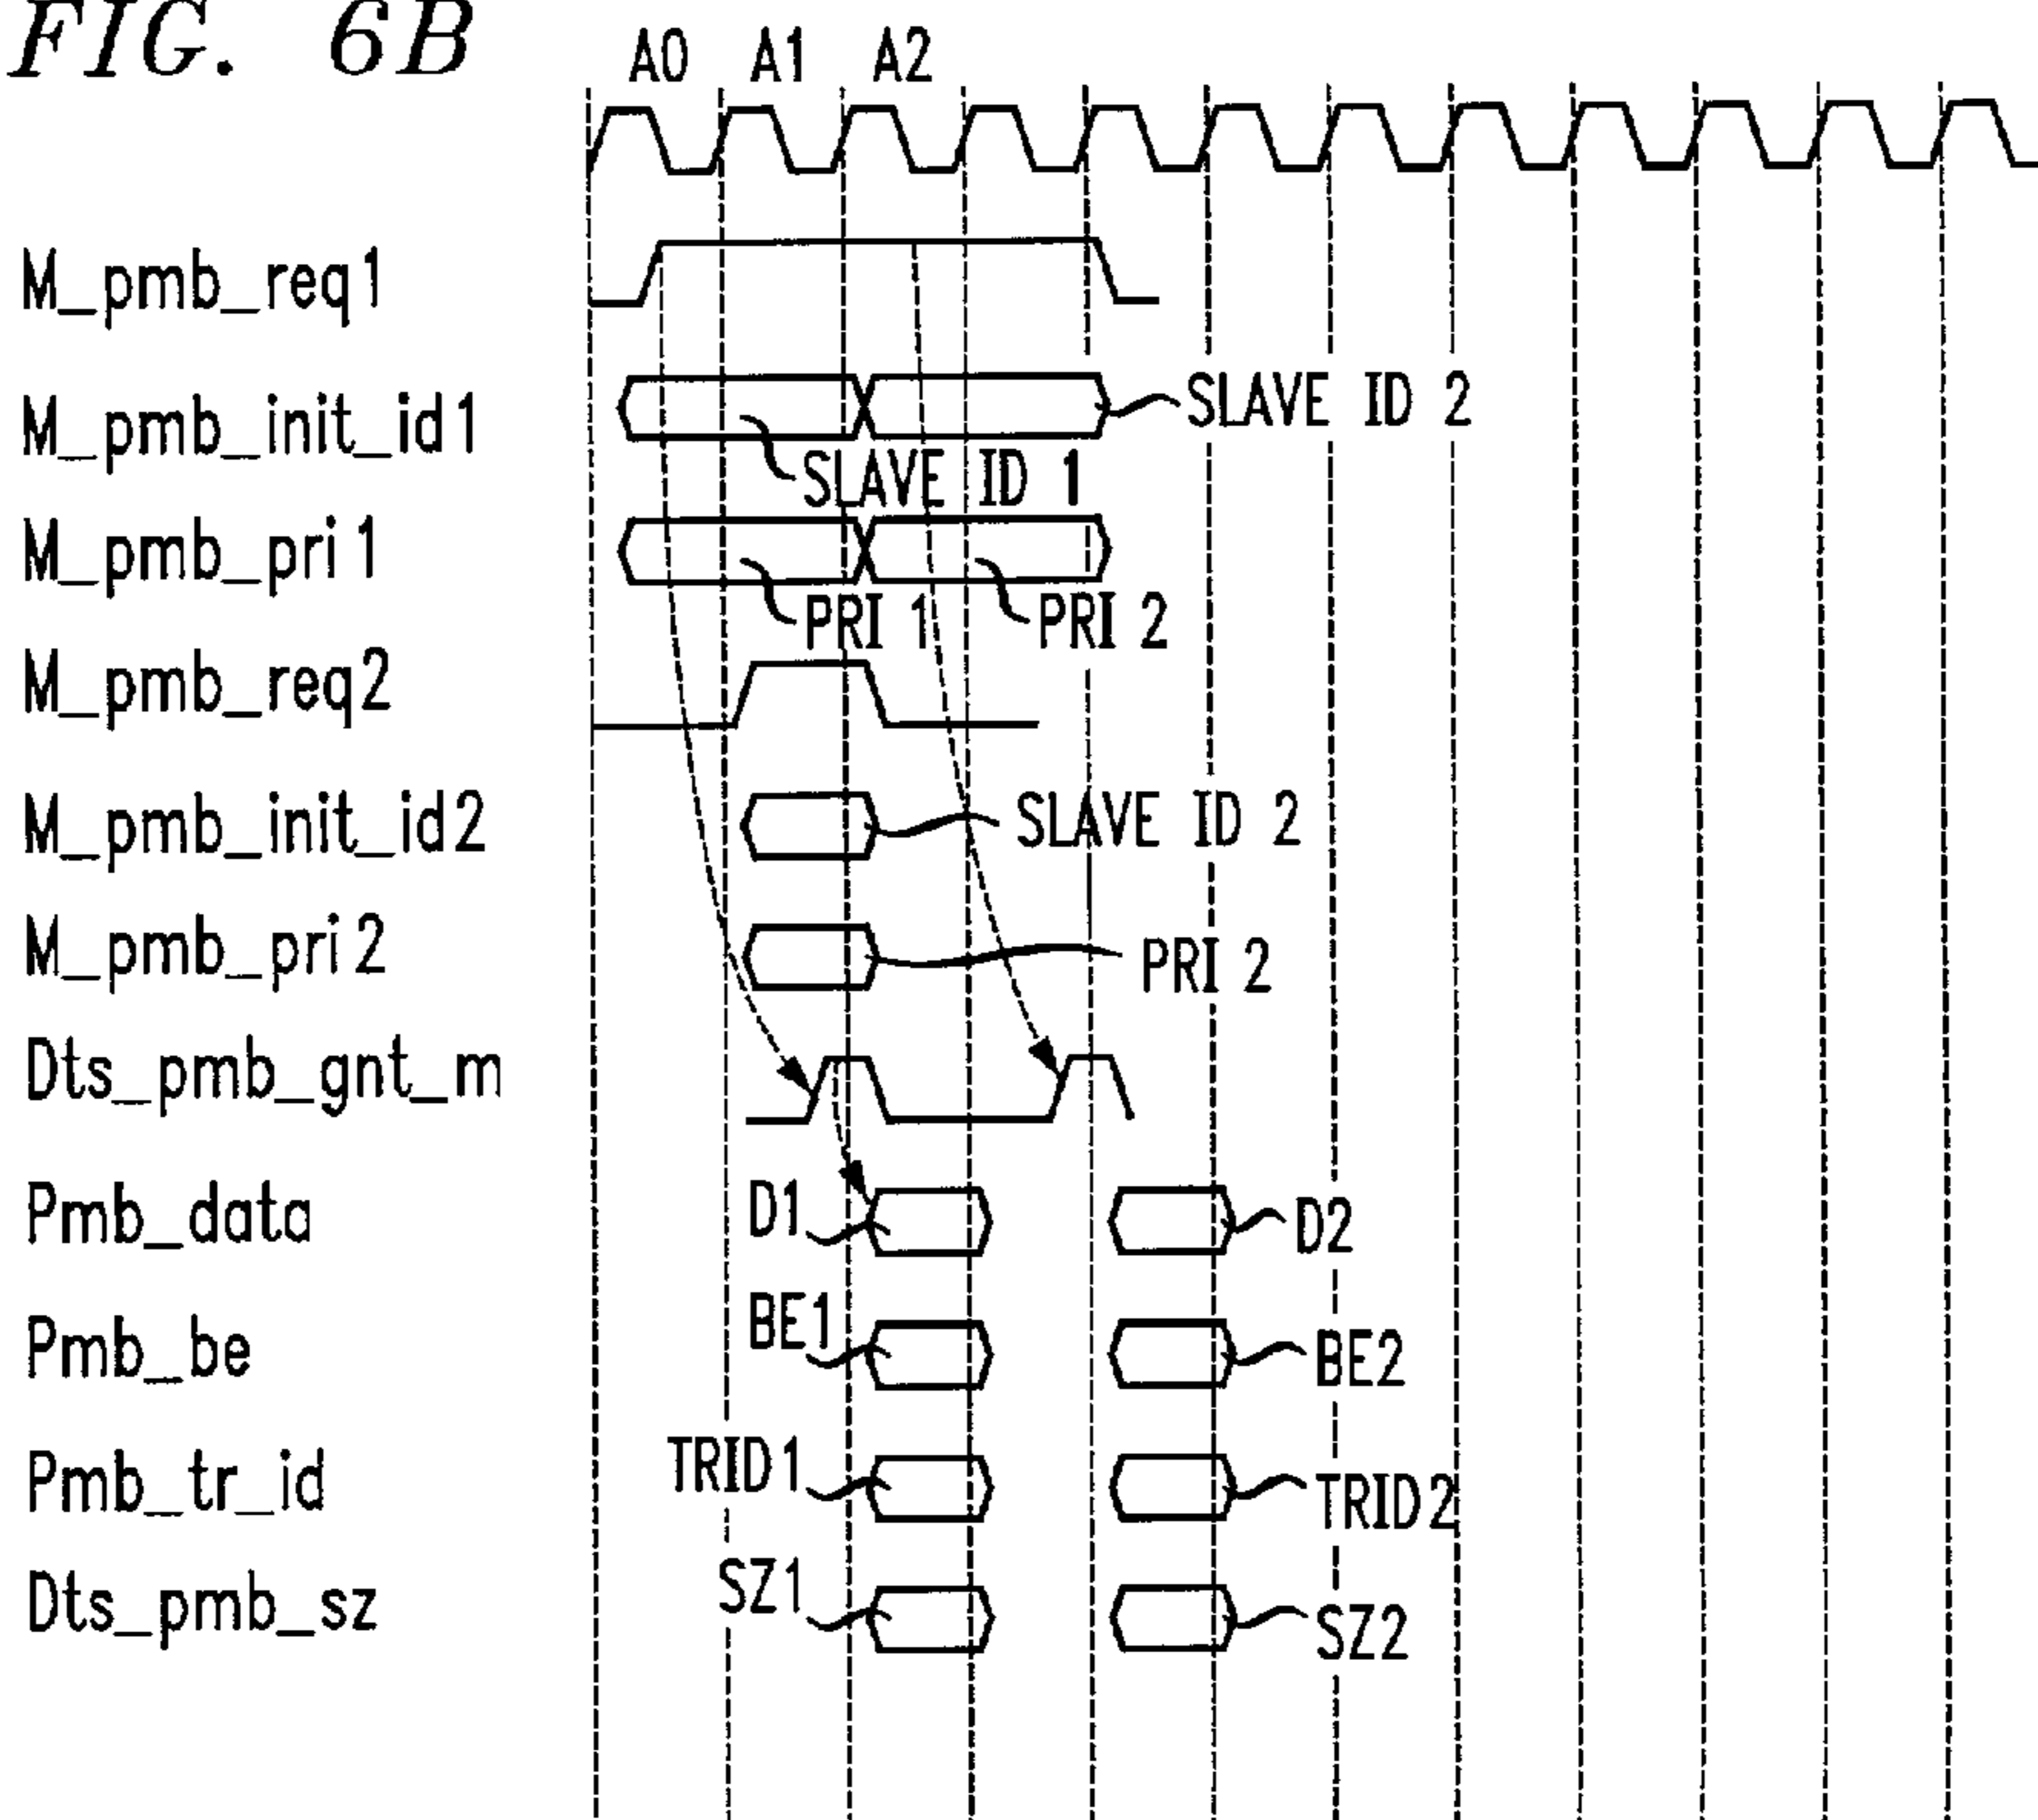 FIG. 6B
A0 A1 A2
M_pmb_req1
M_pmb_init_id1
SLAVE ID 2
SLAVE ID 1
M_pmb_pri1
PRI 1
PRI 2
M_pmb_req2
M_pmb_init_id2
SLAVE ID 2
M_pmb_pri2
PRI 2
Dts_pmb_gnt_m
Pmb_data
D1
D2
Pmb_be
BE1
BE2
Pmb_tr_id
TRID1
TRID2
Dts_pmb_sz
SZ1
SZ2